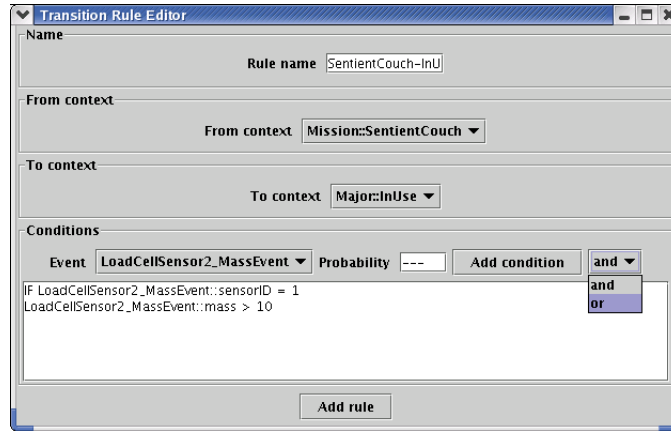 Transition Rule Editor
Name
Rule name SentientCouch-InU
From context
From context Mission::SentientCouch
To context
To context Major::InUse
Conditions
Event LoadCellSensor2_MassEvent Probability --- Add condition and
and
or
IF LoadCellSensor2_MassEvent::sensorID = 1
LoadCellSensor2_MassEvent::mass > 10
Add rule